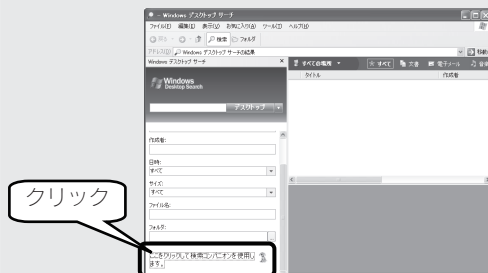 - Windows デスクトップ サーチ
ファイル(F) 編集(E) 表示(V) お気に入り(A) ツール(T) ヘルプ(H)
戻る 検索 フォルダ
アドレス(D) Windows デスクトップ サーチの結果 移動
Windows デスクトップ サーチ ×
すべての場所 すべて 文書 電子メール 音楽
タイトル 作成者
Windows
Desktop Search
デスクトップ
作成者:
日時:
すべて
サイズ:
すべて
ファイル名:
フォルダ:
クリック
ここをクリックして検索コンパニオンを使用し
ます。